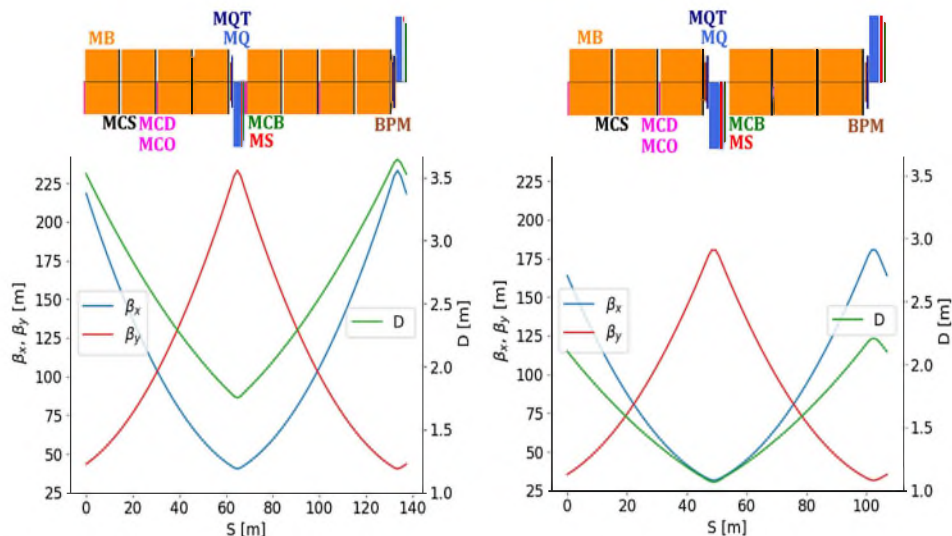 MQT
MB MQ
MCS MCD MCB BPM
MCO MS
225
200
175
150
125
100
75
50
25
βx, βy [m]
βx
βy
D
3.5
3.0
2.5
2.0
1.5
1.0
D [m]
0 20 40 60 80 100 120 140
S [m]
MQT
MB MQ
MCS MCD MCB BPM
MCO MS
225
200
175
150
125
100
75
50
25
βx, βy [m]
βx
βy
D
3.5
3.0
2.5
2.0
1.5
1.0
D [m]
0 20 40 60 80 100
S [m]